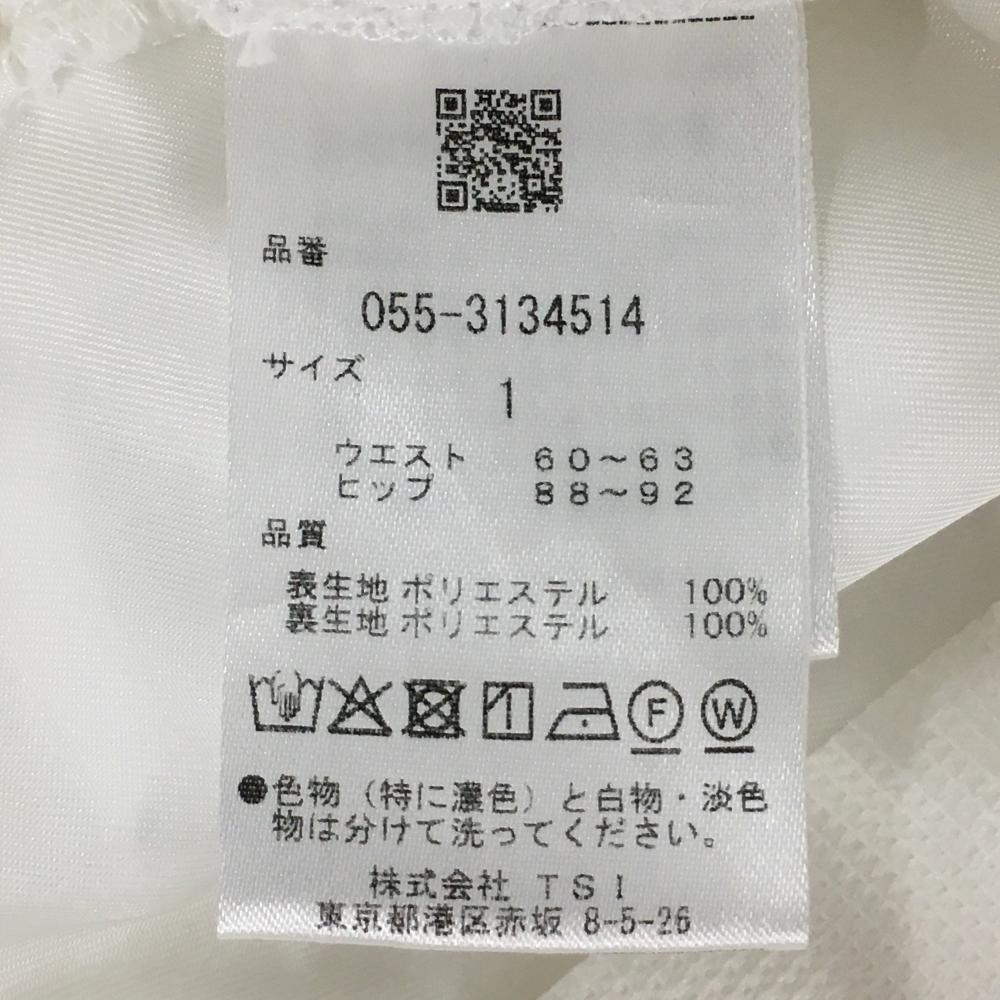 品番
055-3134514
サイズ
1
ウエスト 60～63
ヒップ 88～92
品質
表生地 ポリエステル 100%
裏生地 ポリエステル 100%
F W
●色物（特に濃色）と白物・淡色
物は分けて洗ってください。
株式会社 TSI
東京都港区赤坂 8-5-26